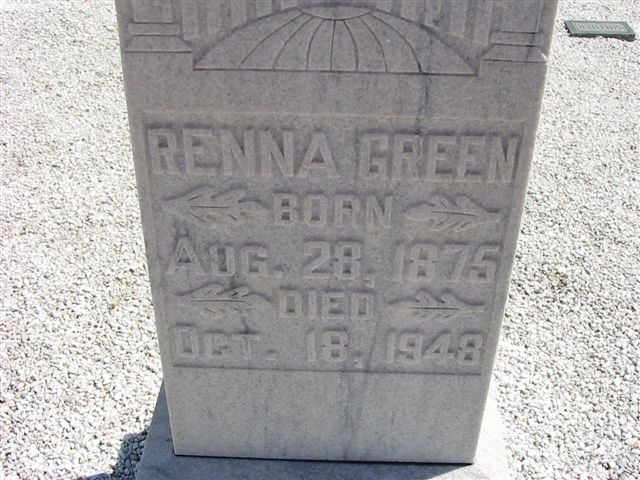 RENNA GREEN
BORN
AUG. 28, 1875
DIED
OCT. 18, 1948